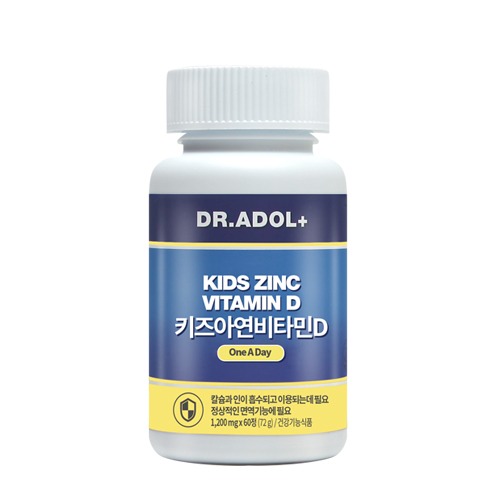 DR.ADOL+
KIDS ZINC
VITAMIN D
키즈아연비타민D
One A Day
칼슘과 인이 흡수되고 이용되는데 필요
정상적인 면역기능에 필요
1,200 mg x 60정 (72 g) / 건강기능식품